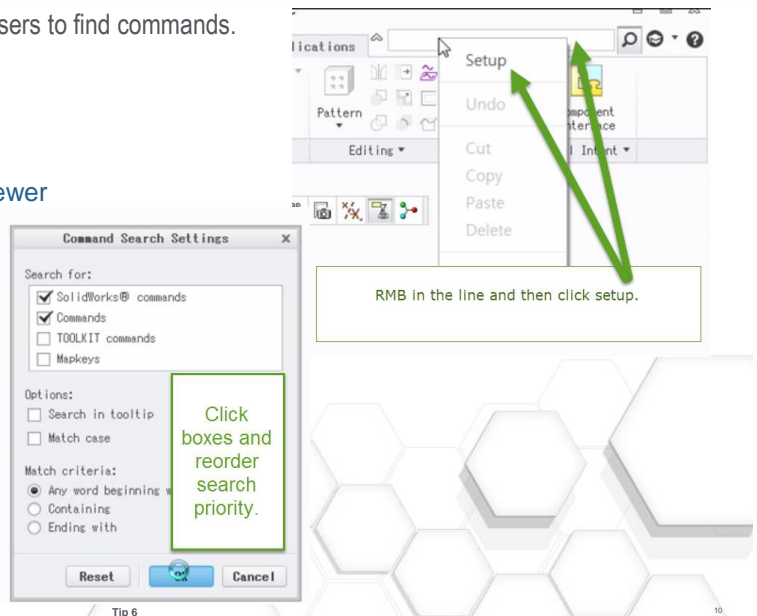 sers to find commands.
ications
Setup
Undo
Pattern
Cut
Editing
Intent
Copy
Paste
Delete
ewer
Command Search Settings
Search for:
SolidWorks® commands
Commands
TOOLKIT commands
Mapkeys
RMB in the line and then click setup.
Options:
Search in tooltip
Match case
Click
boxes and
reorder
search
priority.
Match criteria:
Any word beginning
Containing
Ending with
Reset
Cancel
Tip 6
10